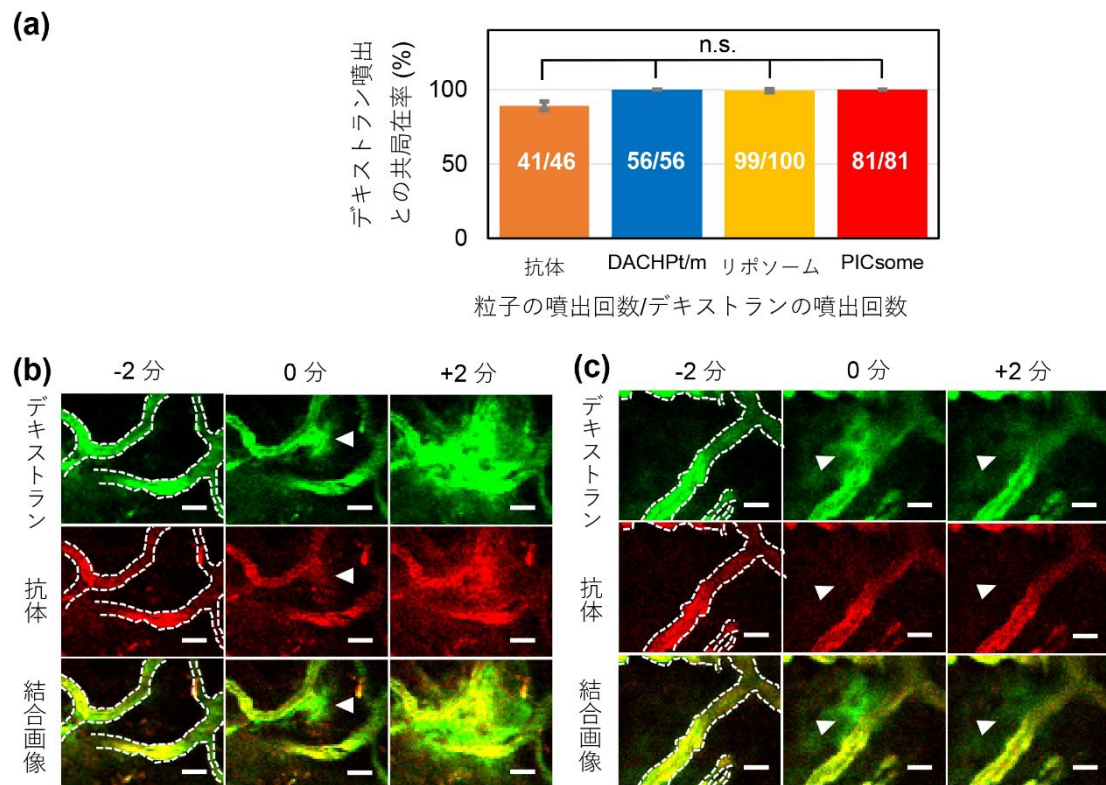 (a)
デキストラン噴出
との共局在率 (%)
n.s.
100
50
0
41/46
56/56
99/100
81/81
抗体
DACHPt/m
リポソーム
PICsome
粒子の噴出回数/デキストランの噴出回数
(b)
-2 分
0 分
+2 分
デキストラン
抗体
結合画像
(c)
-2 分
0 分
+2 分
デキストラン
抗体
結合画像